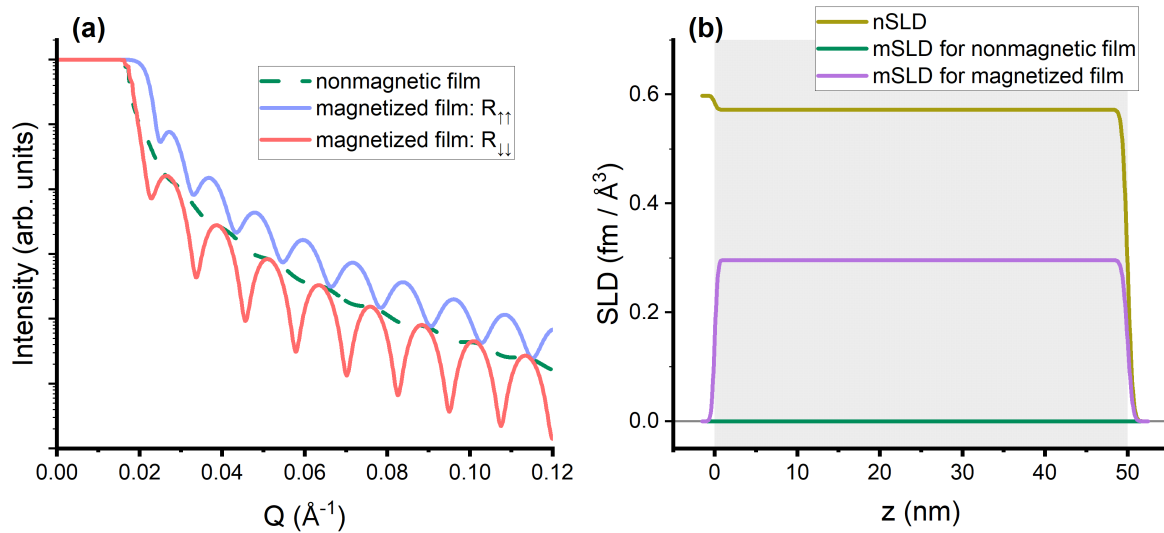 (a)
nonmagnetic film
magnetized film: R↑↑
magnetized film: R↓↓
Intensity (arb. units)
0.00 0.02 0.04 0.06 0.08 0.10 0.12
Q (Å⁻¹)
(b)
nSLD
mSLD for nonmagnetic film
mSLD for magnetized film
SLD (fm / Å³)
0.6
0.4
0.2
0.0
0 10 20 30 40 50
z (nm)